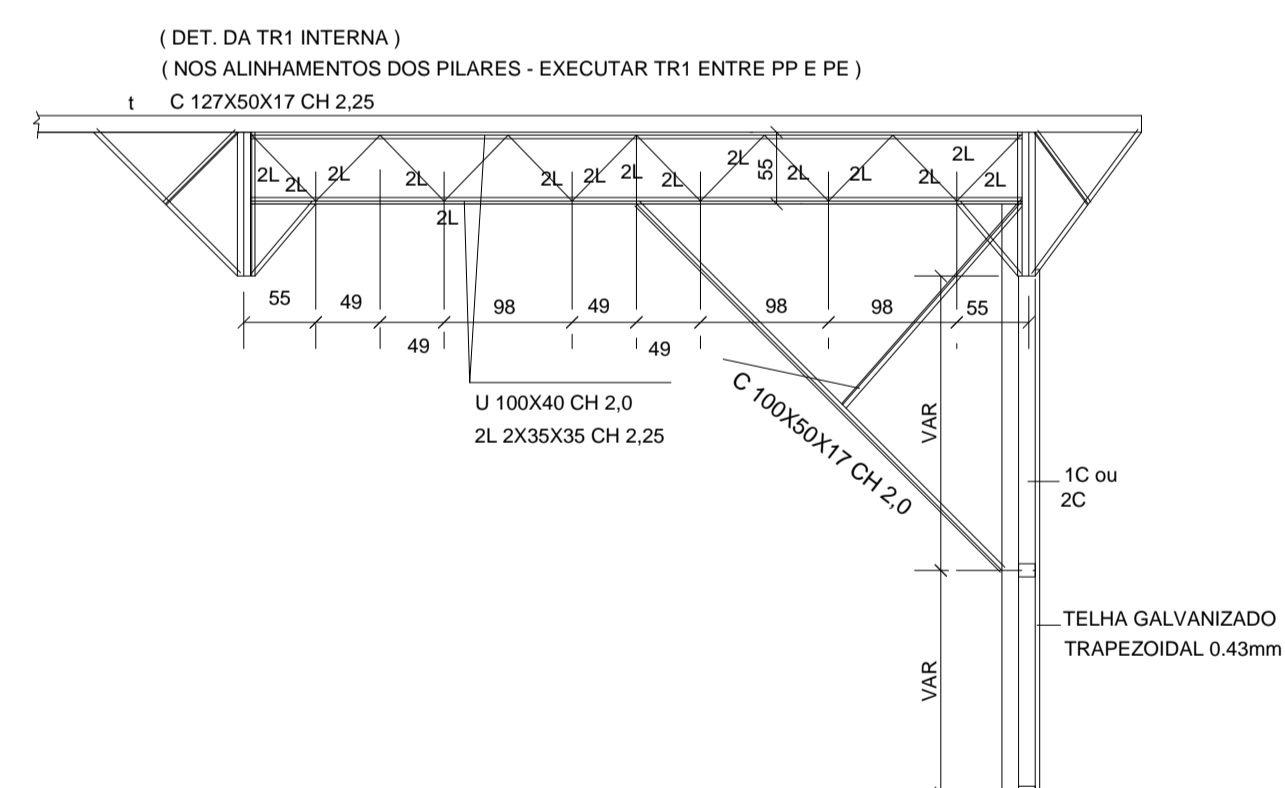 ( DET. DA TR1 INTERNA )
( NOS ALINHAMENTOS DOS PILARES - EXECUTAR TR1 ENTRE PP E PE )
t C 127X50X17 CH 2,25
2L
2L
2L
2L
2L
2L
2L
2L
2L
55
2L
2L
2L
2L
2L
2L
55
49
98
49
98
98
55
49
49
U 100X40 CH 2,0
2L 2X35X35 CH 2,25
C 100X50X17 CH 2,0
VAR
1C ou
2C
TELHA GALVANIZADO
TRAPEZOIDAL 0.43mm
VAR